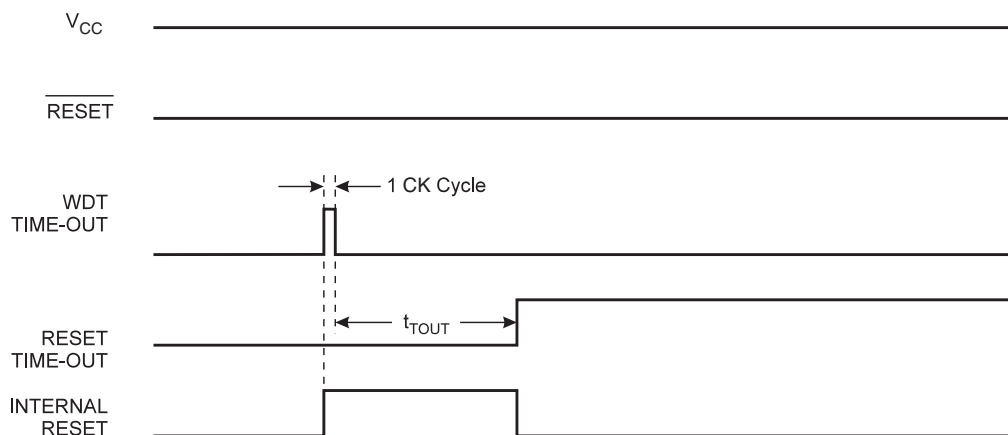 VCC
RESET
1 CK Cycle
WDT
TIME-OUT
tTOUT
RESET
TIME-OUT
INTERNAL
RESET